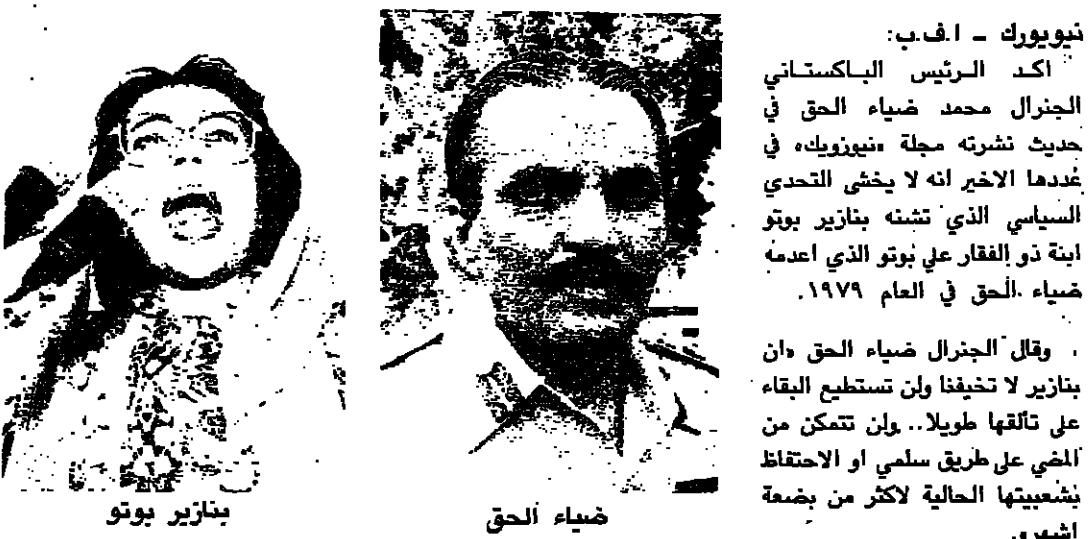 نيويورك ـ ا.ف.ب:
اكد الرئيس الباكستاني
الجنرال محمد ضياء الحق في
حديث نشرته مجلة «نيوزويك» في
عددها الاخير انه لا يخشى التحدي
السياسي الذي تشنه بنازير بوتو
ابنة ذو الفقار علي بوتو الذي اعدمه
ضياء الحق في العام ١٩٧٩.
وقال الجنرال ضياء الحق «ان
بنازير لا تخيفنا ولن تستطيع البقاء
على تألقها طويلا.. ولن تتمكن من
المضي على طريق سلمي او الاحتفاظ
بشعبيتها الحالية لاكثر من بضعة
اشهر».
ضياء الحق
بنازير بوتو